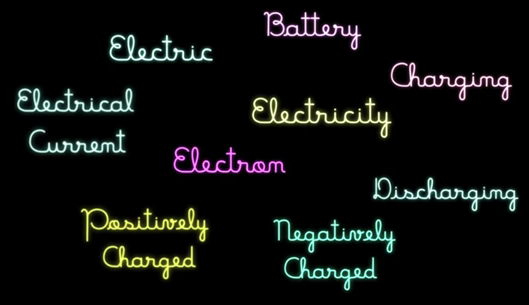 Battery
Electric
Charging
Electrical
Current
Electricity
Electron
Discharging
Positively
Charged
Negatively
Charged